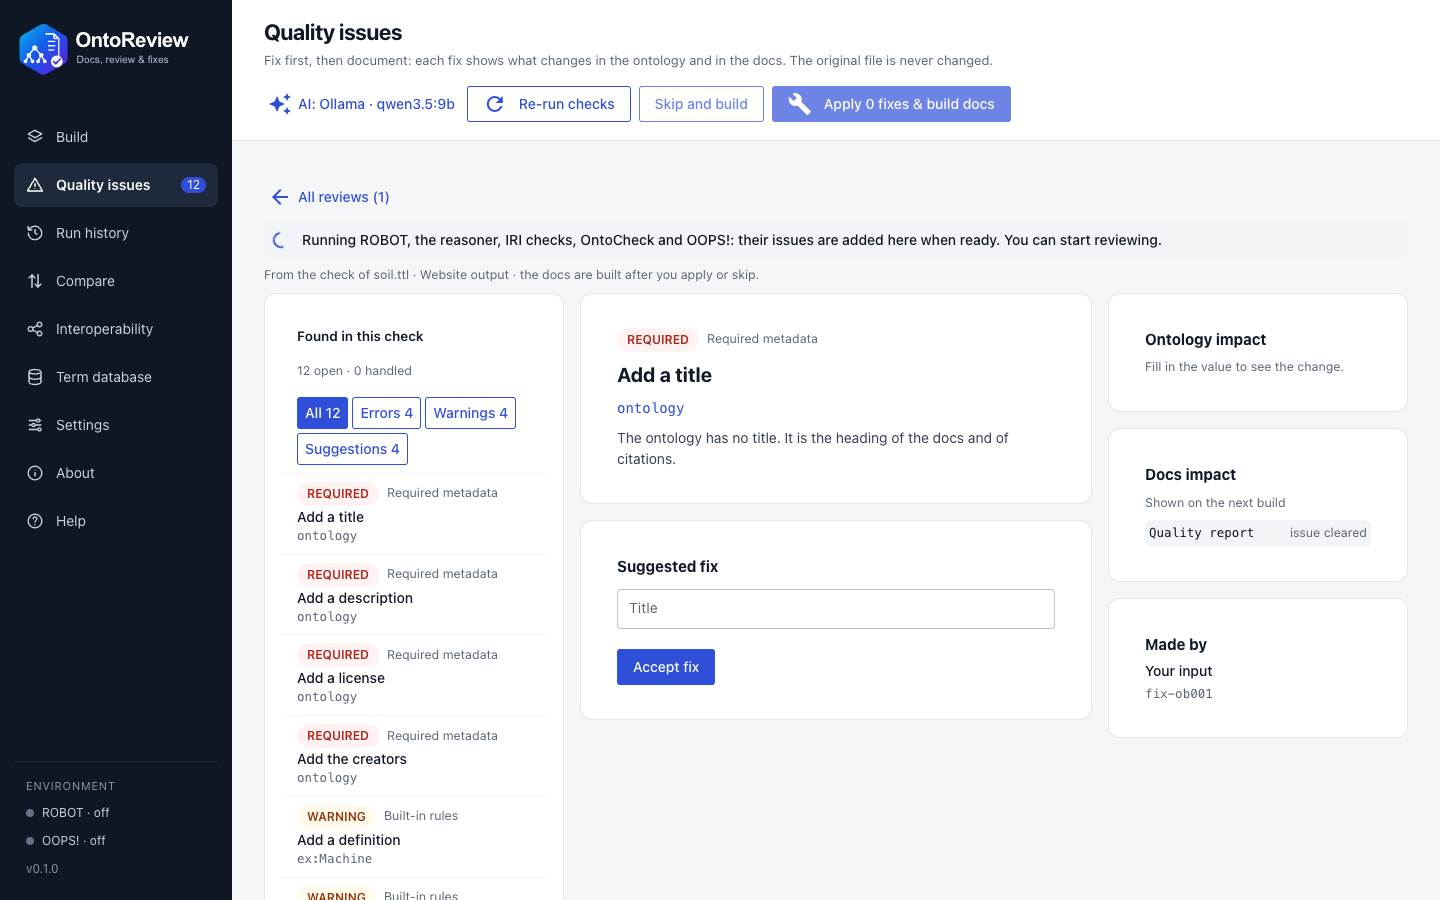 OntoReview
Docs, review & fixes
Build
Quality issues 12
Run history
Compare
Interoperability
Term database
Settings
About
Help
ENVIRONMENT
ROBOT · off
OOPS! · off
v0.1.0
Quality issues
Fix first, then document: each fix shows what changes in the ontology and in the docs. The original file is never changed.
AI: Ollama · qwen3.5:9b
Re-run checks
Skip and build
Apply 0 fixes & build docs
All reviews (1)
Running ROBOT, the reasoner, IRI checks, OntoCheck and OOPS!: their issues are added here when ready. You can start reviewing.
From the check of soil.ttl · Website output · the docs are built after you apply or skip.
Found in this check
12 open · 0 handled
All 12
Errors 4
Warnings 4
Suggestions 4
REQUIRED Required metadata
Add a title
ontology
REQUIRED Required metadata
Add a description
ontology
REQUIRED Required metadata
Add a license
ontology
REQUIRED Required metadata
Add the creators
ontology
WARNING Built-in rules
Add a definition
ex:Machine
WARNING Built-in rules
REQUIRED Required metadata
Add a title
ontology
The ontology has no title. It is the heading of the docs and of
citations.
Suggested fix
Title
Accept fix
Ontology impact
Fill in the value to see the change.
Docs impact
Shown on the next build
Quality report issue cleared
Made by
Your input
fix-ob001